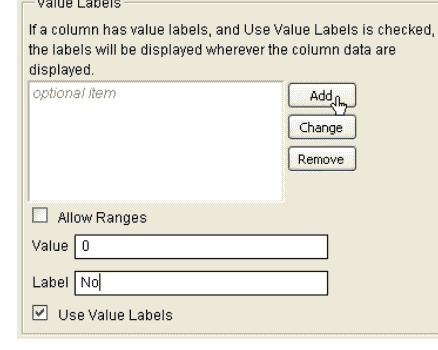 Value Labels
If a column has value labels, and Use Value Labels is checked,
the labels will be displayed wherever the column data are
displayed.
optional item
Add
Change
Remove
Allow Ranges
Value 0
Label No
Use Value Labels